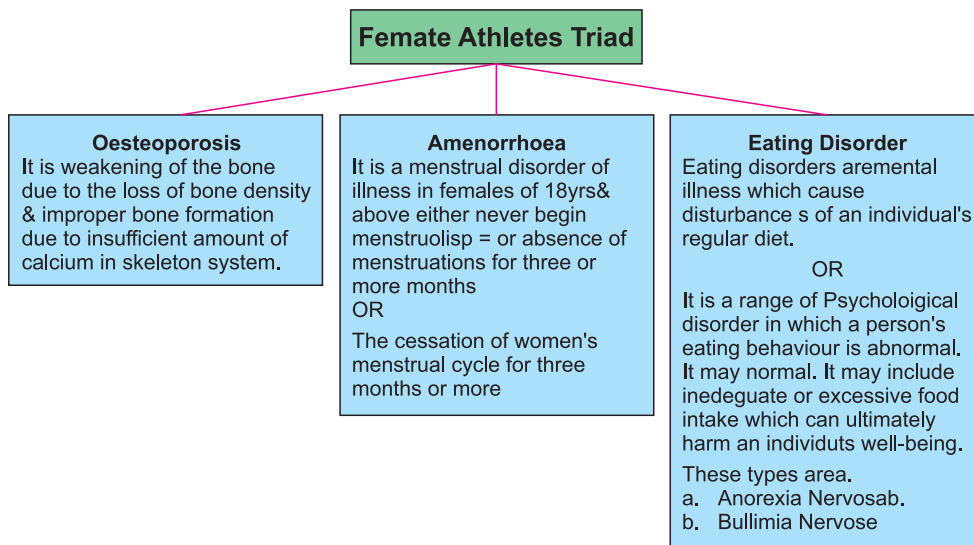 Femate Athletes Triad
Oesteoporosis
It is weakening of the bone
due to the loss of bone density
& improper bone formation
due to insufficient amount of
calcium in skeleton system.
Amenorrhoea
It is a menstrual disorder of
illness in females of 18yrs&
above either never begin
menstruolisp = or absence of
menstruations for three or
more months
OR
The cessation of women's
menstrual cycle for three
months or more
Eating Disorder
Eating disorders aremental
illness which cause
disturbance s of an individual's
regular diet.
OR
It is a range of Psycholoigical
disorder in which a person's
eating behaviour is abnormal.
It may normal. It may include
inedeguate or excessive food
intake which can ultimately
harm an individuts well-being.
These types area.
a. Anorexia Nervosab.
b. Bullimia Nervose